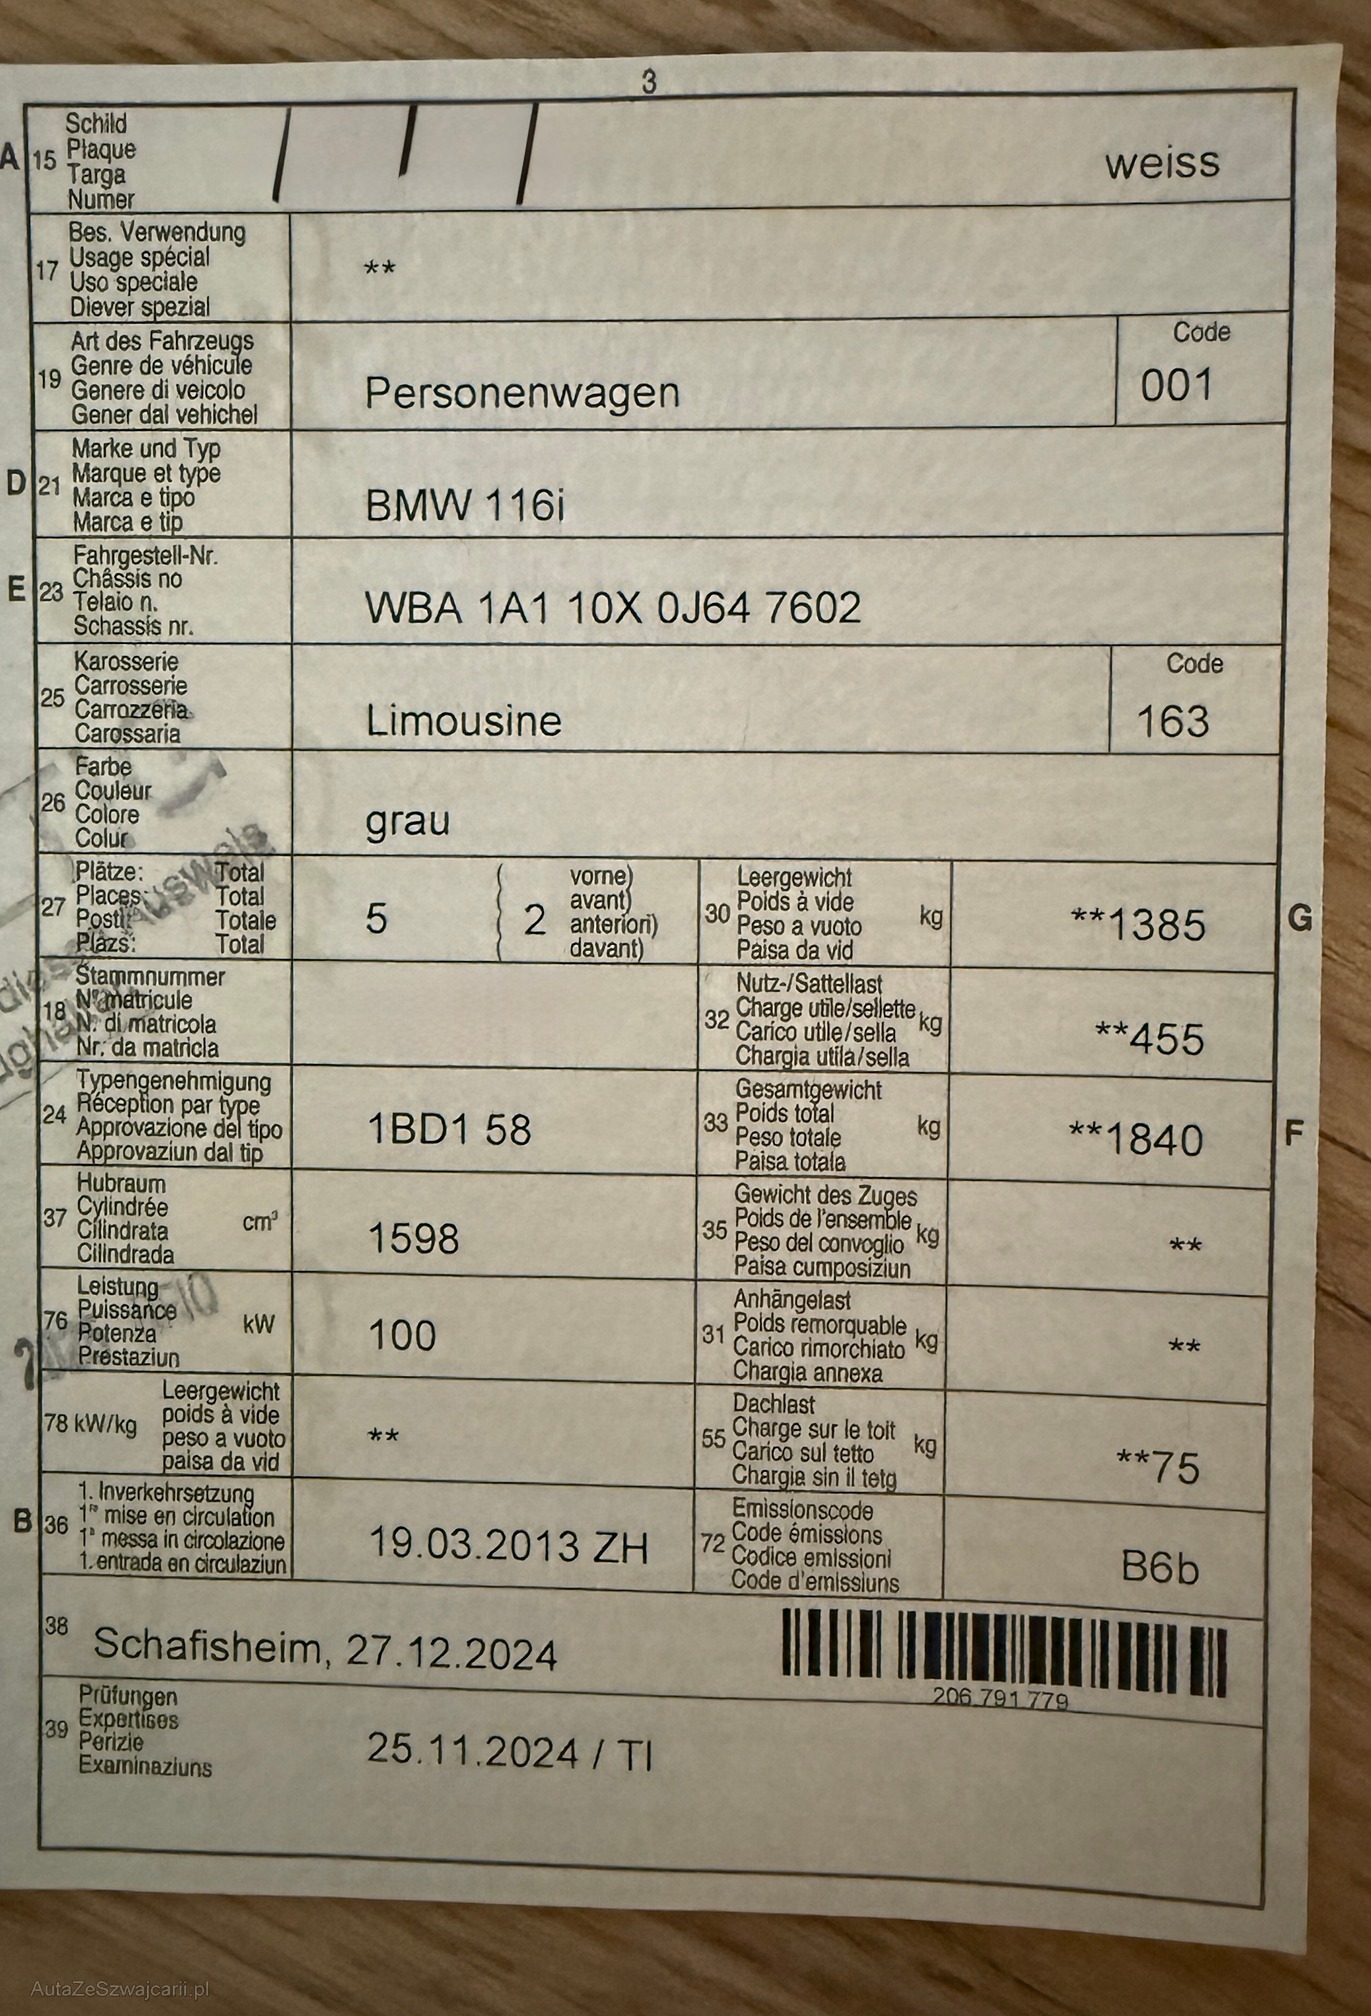 3
A 15 Schild
Plaque
Targa
Numer
weiss
17 Bes. Verwendung
Usage spécial
Uso speciale
Diever spezial
**
19 Art des Fahrzeugs
Genre de véhicule
Genere di veicolo
Gener dal vehichel
Personenwagen
Code
001
D 21 Marke und Typ
Marque et type
Marca e tipo
Marca e tip
BMW 116i
E 23 Fahrgestell-Nr.
Châssis no
Telaio n.
Schassis nr.
WBA 1A1 10X 0J64 7602
25 Karosserie
Carrosserie
Carrozzeria
Carossaria
Limousine
Code
163
26 Farbe
Couleur
Colore
Colur
grau
27 Plätze: Total
Places: Total
Posti: Totale
Plazs: Total
5
2
vorne)
avant)
anteriori)
davant)
30 Leergewicht
Poids à vide
Peso a vuoto
Paisa da vid
kg
**1385
G
18 Stammnummer
Nº matricule
N. di matricola
Nr. da matricla
32 Nutz-/Sattellast
Charge utile/sellette
Carico utile/sella
Chargia utila/sella
kg
**455
24 Typengenehmigung
Réception par type
Approvazione del tipo
Approvaziun dal tip
1BD1 58
33 Gesamtgewicht
Poids total
Peso totale
Paisa totala
kg
**1840
F
37 Hubraum
Cylindrée
Cilindrata
Cilindrada
cm³
1598
35 Gewicht des Zuges
Poids de l'ensemble
Peso del convoglio
Paisa cumposiziun
kg
**
76 Leistung
Puissance
Potenza
Prestaziun
kW
100
31 Anhängelast
Poids remorquable
Carico rimorchiato
Chargia annexa
kg
**
78 kW/kg
Leergewicht
poids à vide
peso a vuoto
paisa da vid
**
55 Dachlast
Charge sur le toit
Carico sul tetto
Chargia sin il tetg
kg
**75
B 36 1. Inverkehrsetzung
1re mise en circulation
1a messa in circolazione
1. entrada en circulaziun
19.03.2013 ZH
72 Emissionscode
Code émissions
Codice emissioni
Code d'emissiuns
B6b
38 Schafisheim, 27.12.2024
206 791 779
39 Prüfungen
Expertises
Perizie
Examinaziuns
25.11.2024 / TI
AutaZeSzwajcarii.pl